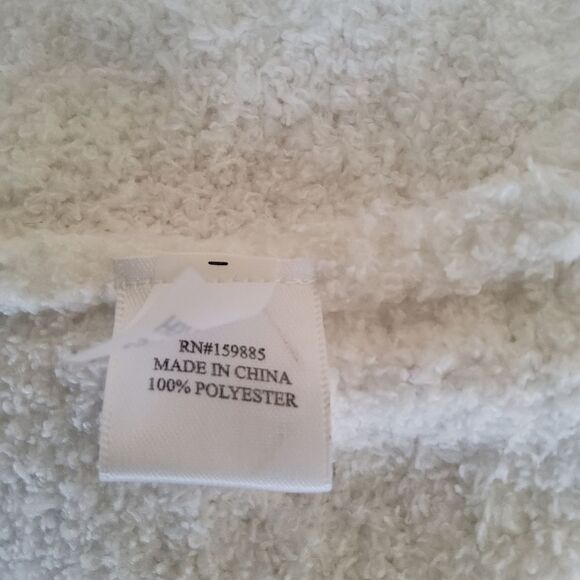 RN#159885
MADE IN CHINA
100% POLYESTER